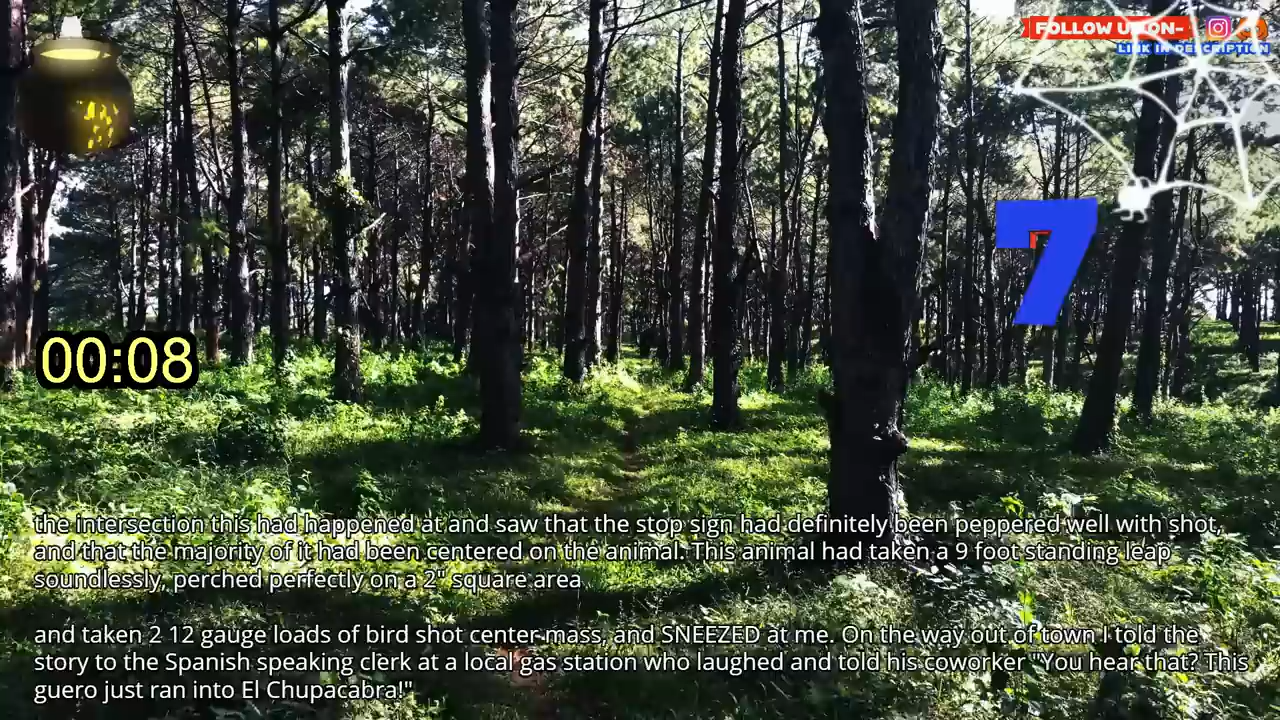 FOLLOW US ON-
LINK IN DESCRIPTION
7
00:08
the intersection this had happened at and saw that the stop sign had definitely been peppered well with shot,
and that the majority of it had been centered on the animal. This animal had taken a 9 foot standing leap
soundlessly, perched perfectly on a 2" square area
and taken 2 12 gauge loads of bird shot center-mass, and SNEEZED at me. On the way out of town I told the
story to the Spanish speaking clerk at a local gas station who laughed and told his coworker "You hear that? This
guero just ran into El Chupacabra!"